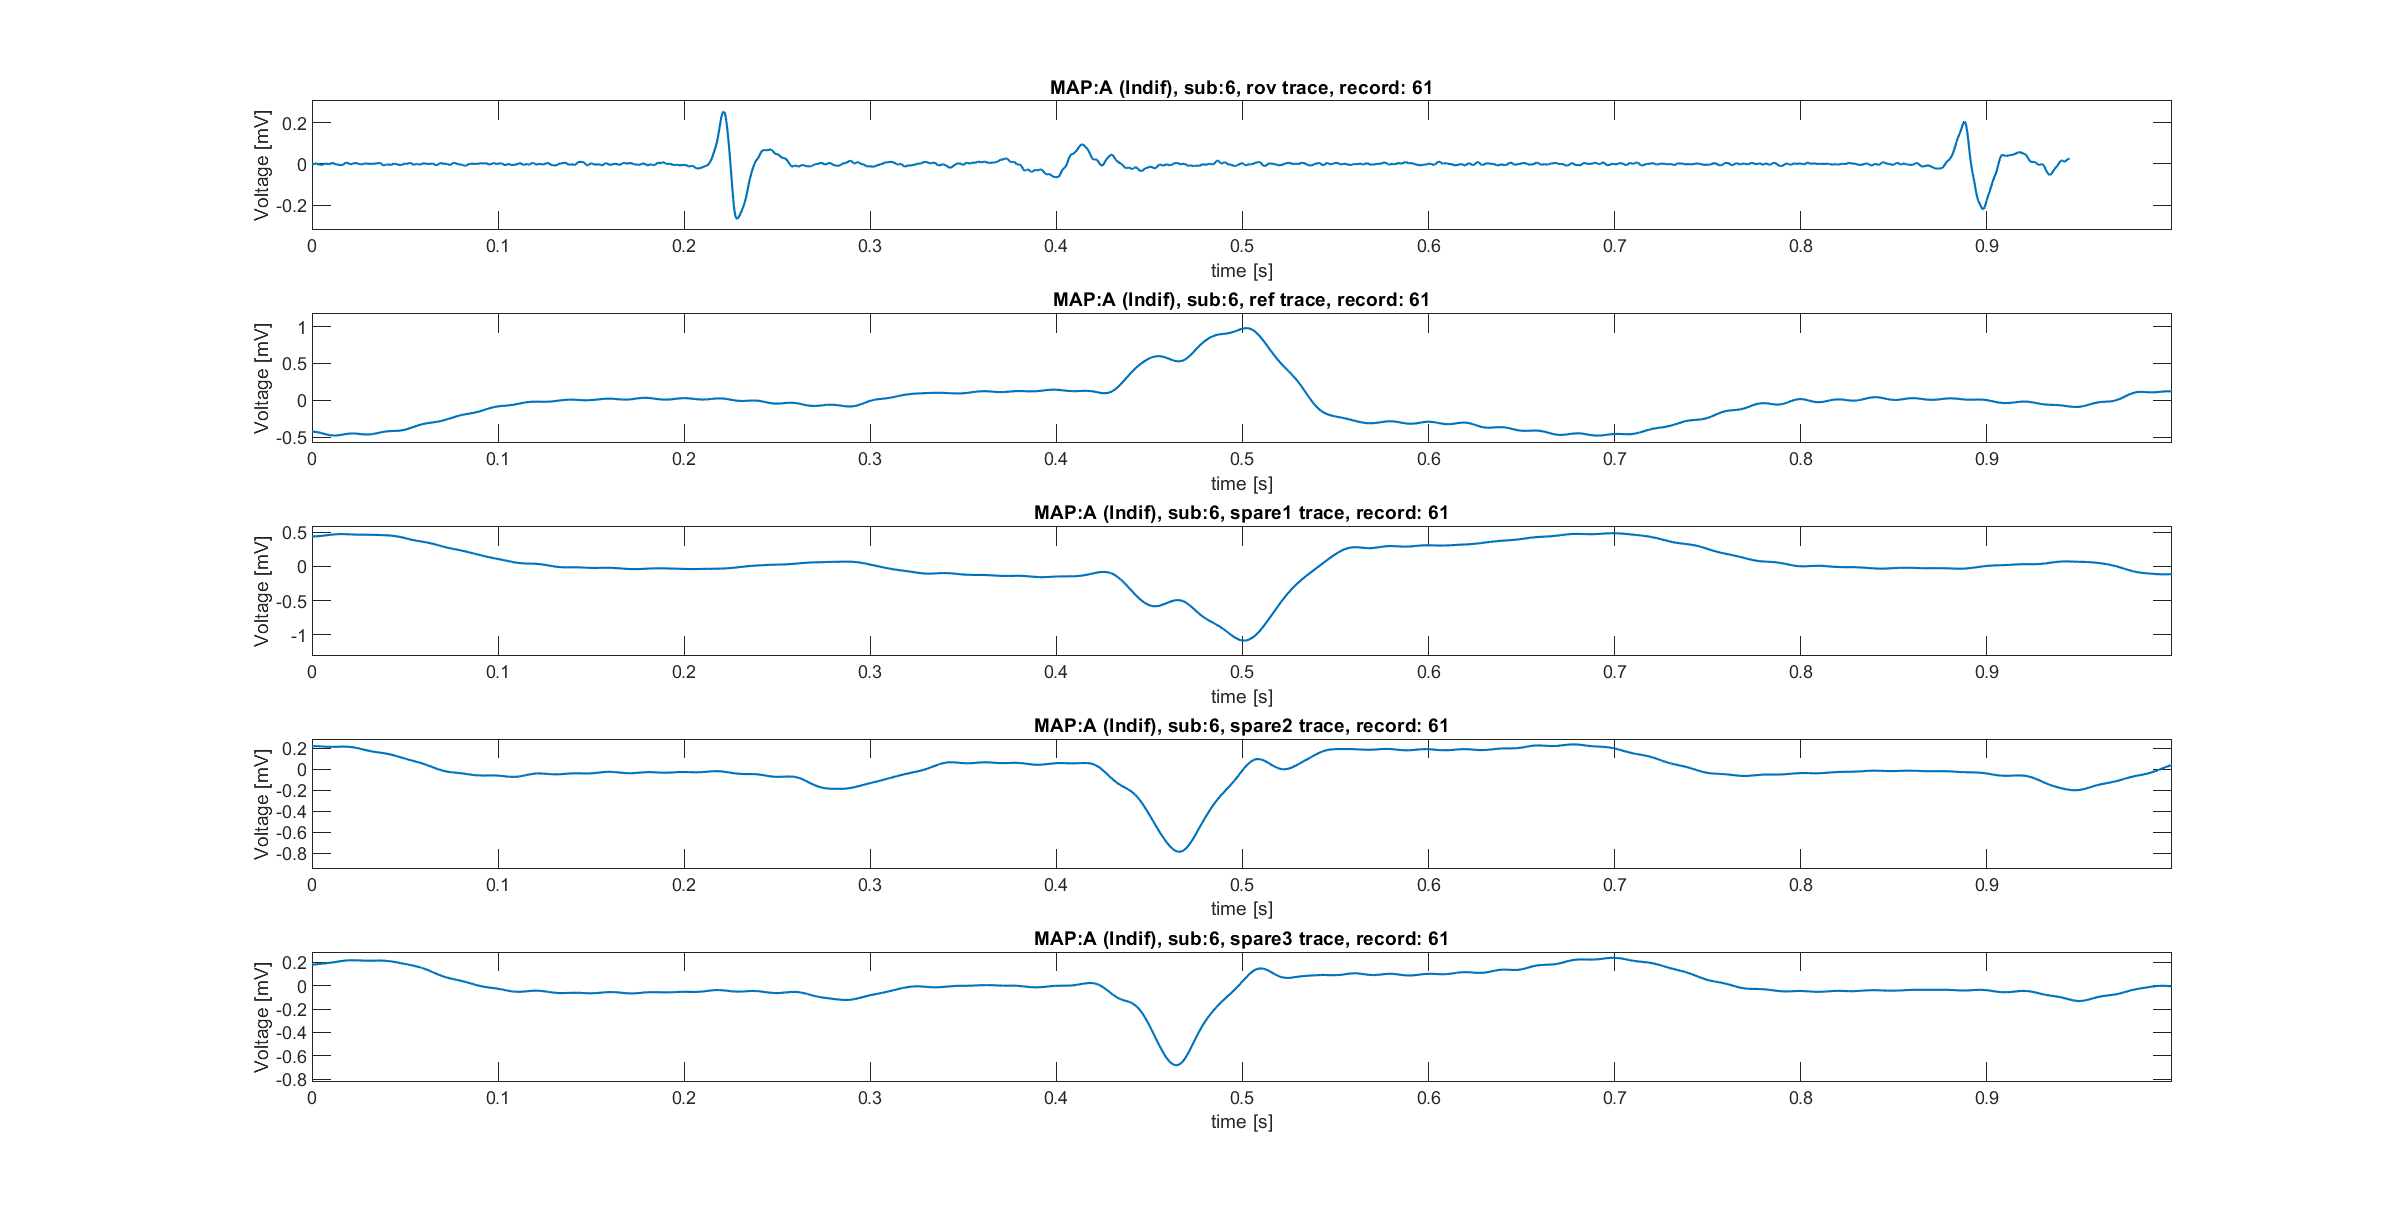 MAP:A (Indif), sub:6, rov trace, record: 61
Voltage [mV]
0.2
0
-0.2
0 0.1 0.2 0.3 0.4 0.5 0.6 0.7 0.8 0.9
time [s]
MAP:A (Indif), sub:6, ref trace, record: 61
Voltage [mV]
1
0.5
0
-0.5
0 0.1 0.2 0.3 0.4 0.5 0.6 0.7 0.8 0.9
time [s]
MAP:A (Indif), sub:6, spare1 trace, record: 61
Voltage [mV]
0.5
0
-0.5
-1
0 0.1 0.2 0.3 0.4 0.5 0.6 0.7 0.8 0.9
time [s]
MAP:A (Indif), sub:6, spare2 trace, record: 61
Voltage [mV]
0.2
0
-0.2
-0.4
-0.6
-0.8
0 0.1 0.2 0.3 0.4 0.5 0.6 0.7 0.8 0.9
time [s]
MAP:A (Indif), sub:6, spare3 trace, record: 61
Voltage [mV]
0.2
0
-0.2
-0.4
-0.6
-0.8
0 0.1 0.2 0.3 0.4 0.5 0.6 0.7 0.8 0.9
time [s]